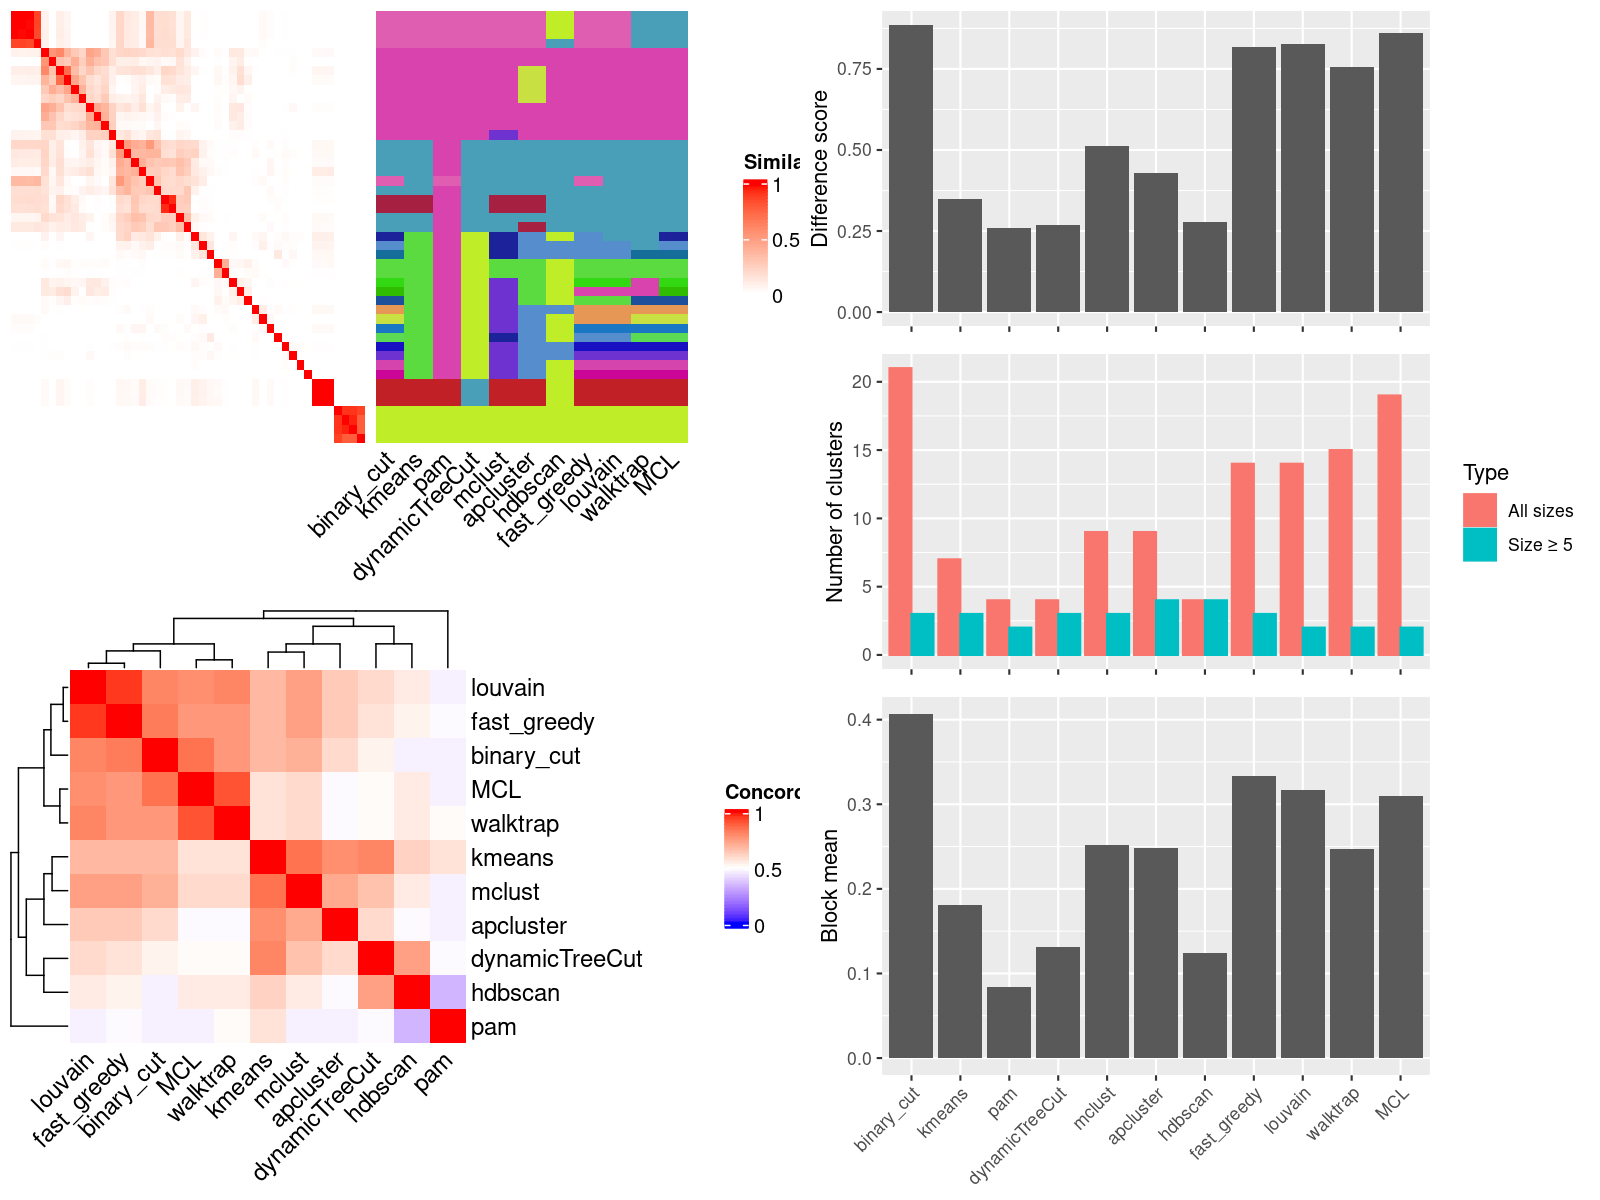 Simila
1
0.5
0
binary_cut
kmeans
pam
dynamicTreeCut
mclust
apcluster
hdbscan
fast_greedy
louvain
walktrap
MCL
louvain
fast_greedy
binary_cut
MCL
walktrap
kmeans
mclust
apcluster
dynamicTreeCut
hdbscan
pam
louvain
fast_greedy
binary_cut
MCL
walktrap
kmeans
mclust
apcluster
dynamicTreeCut
hdbscan
pam
Concord
1
0.5
0
Difference score
0.75
0.50
0.25
0.00
Number of clusters
20
15
10
5
0
Type
All sizes
Size ≥ 5
Block mean
0.4
0.3
0.2
0.1
0.0
binary_cut
kmeans
pam
dynamicTreeCut
mclust
apcluster
hdbscan
fast_greedy
louvain
walktrap
MCL